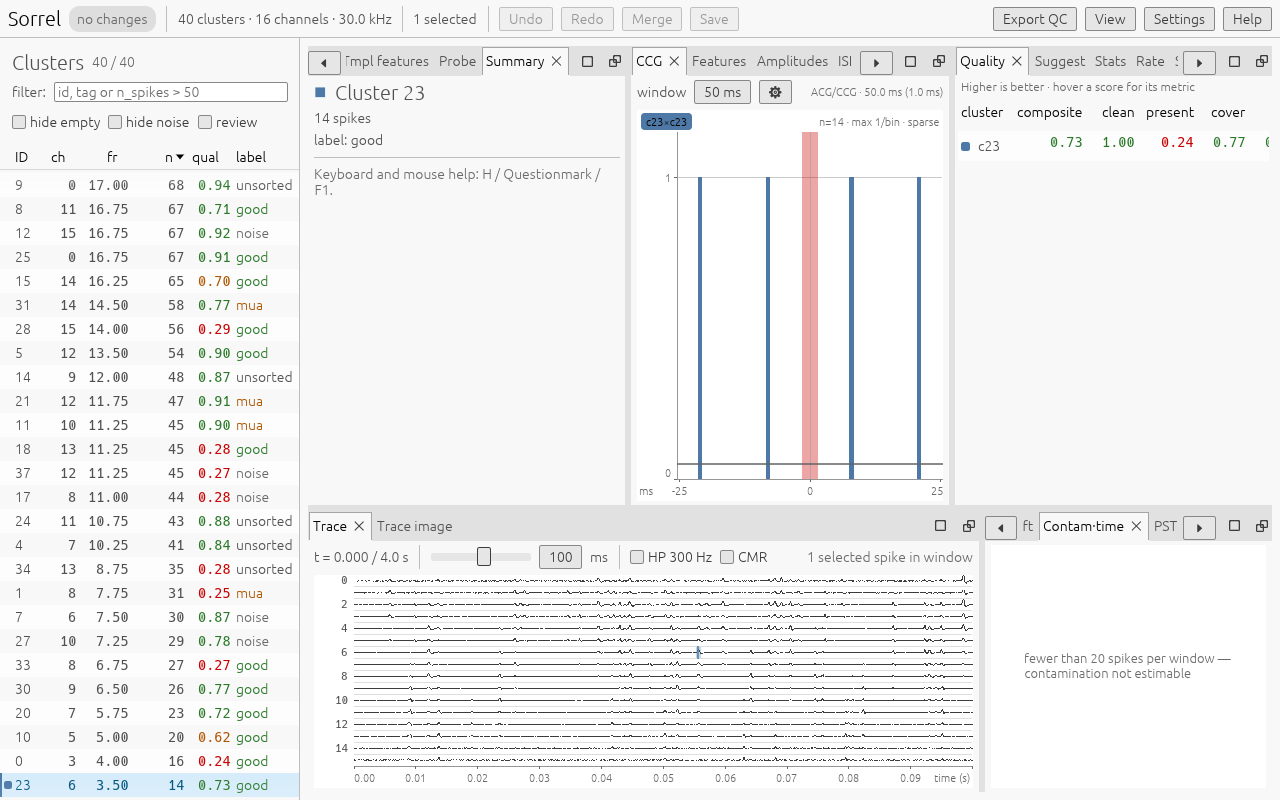 Sorrel no changes 40 clusters · 16 channels · 30.0 kHz 1 selected Undo Redo Merge Save Export QC View Settings Help
Clusters 40 / 40
filter: id, tag or n_spikes > 50
hide empty hide noise review
ID ch fr n qual label
9 0 17.00 68 0.94 unsorted
8 11 16.75 67 0.71 good
12 15 16.75 67 0.92 noise
25 0 16.75 67 0.91 good
15 14 16.25 65 0.70 good
31 14 14.50 58 0.77 mua
28 15 14.00 56 0.29 good
5 12 13.50 54 0.90 good
14 9 12.00 48 0.87 unsorted
21 12 11.75 47 0.91 mua
11 10 11.25 45 0.90 mua
18 13 11.25 45 0.28 good
37 12 11.25 45 0.27 noise
17 8 11.00 44 0.28 noise
24 11 10.75 43 0.88 unsorted
4 7 10.25 41 0.84 unsorted
34 13 8.75 35 0.28 unsorted
1 8 7.75 31 0.25 mua
7 6 7.50 30 0.87 noise
27 10 7.25 29 0.78 noise
33 8 6.75 27 0.27 good
30 9 6.50 26 0.77 good
20 7 5.75 23 0.72 good
10 5 5.00 20 0.62 good
0 3 4.00 16 0.24 good
23 6 3.50 14 0.73 good
Tmpl features Probe Summary
Cluster 23
14 spikes
label: good
Keyboard and mouse help: H / Questionmark /
F1.
CCG Features Amplitudes ISI
window 50 ms ACG/CCG · 50.0 ms (1.0 ms)
c23×c23 n=14 · max 1/bin · sparse
1
0
ms -25 0 25
Quality Suggest Stats Rate
Higher is better · hover a score for its metric
cluster composite clean present cover
c23 0.73 1.00 0.24 0.77
Trace Trace image
t = 0.000 / 4.0 s 100 ms HP 300 Hz CMR 1 selected spike in window
0
2
4
6
8
10
12
14
0.00 0.01 0.02 0.03 0.04 0.05 0.06 0.07 0.08 0.09 time (s)
ft Contam·time PST
fewer than 20 spikes per window —
contamination not estimable